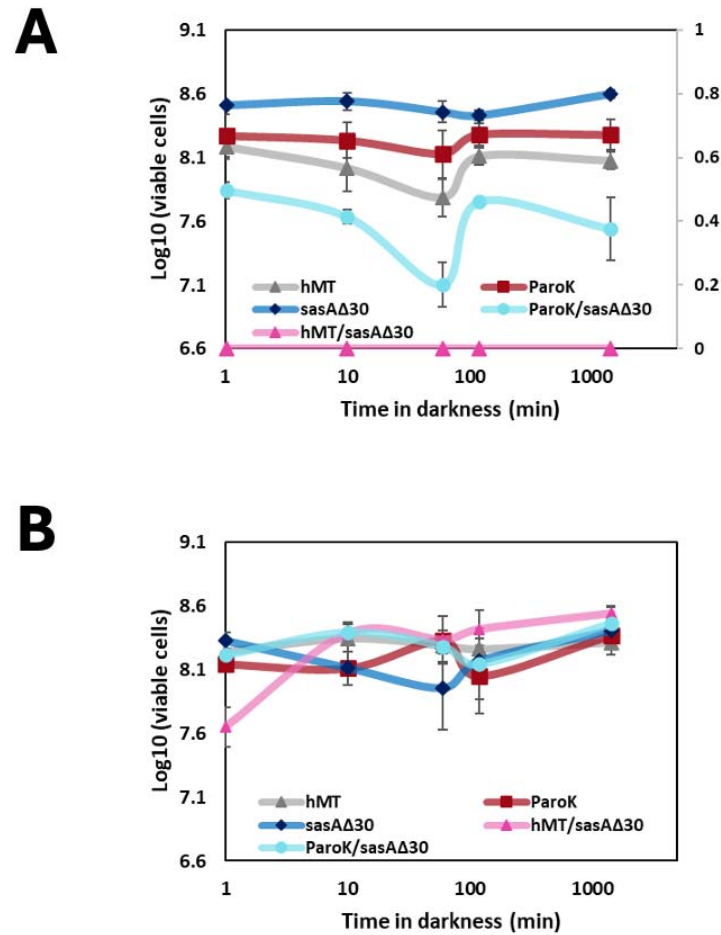 A
9.1
8.6
8.1
7.6
7.1
6.6
Log10 (viable cells)
1
0.8
0.6
0.4
0.2
0
hMT
ParoK
sasAΔ30
ParoK/sasAΔ30
hMT/sasAΔ30
1 10 100 1000
Time in darkness (min)
B
9.1
8.6
8.1
7.6
7.1
6.6
Log10 (viable cells)
hMT
ParoK
sasAΔ30
hMT/sasAΔ30
ParoK/sasAΔ30
1 10 100 1000
Time in darkness (min)